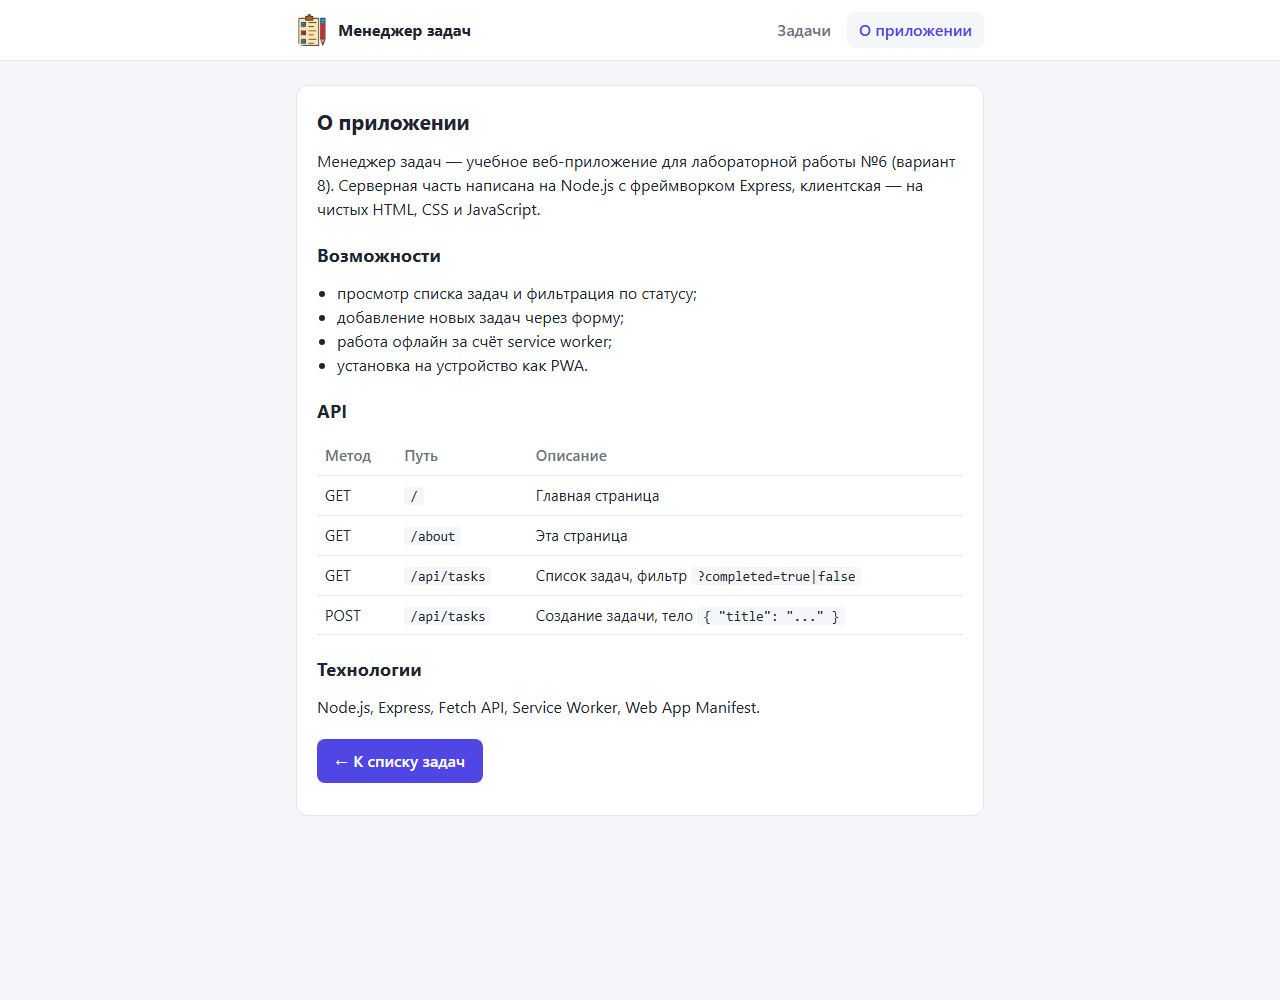 Менеджер задач
Задачи
О приложении
О приложении
Менеджер задач — учебное веб-приложение для лабораторной работы №6 (вариант
8). Серверная часть написана на Node.js с фреймворком Express, клиентская — на
чистых HTML, CSS и JavaScript.
Возможности
• просмотр списка задач и фильтрация по статусу;
• добавление новых задач через форму;
• работа офлайн за счёт service worker;
• установка на устройство как PWA.
API
Метод Путь Описание
GET / Главная страница
GET /about Эта страница
GET /api/tasks Список задач, фильтр ?completed=true|false
POST /api/tasks Создание задачи, тело { "title": "..." }
Технологии
Node.js, Express, Fetch API, Service Worker, Web App Manifest.
← К списку задач